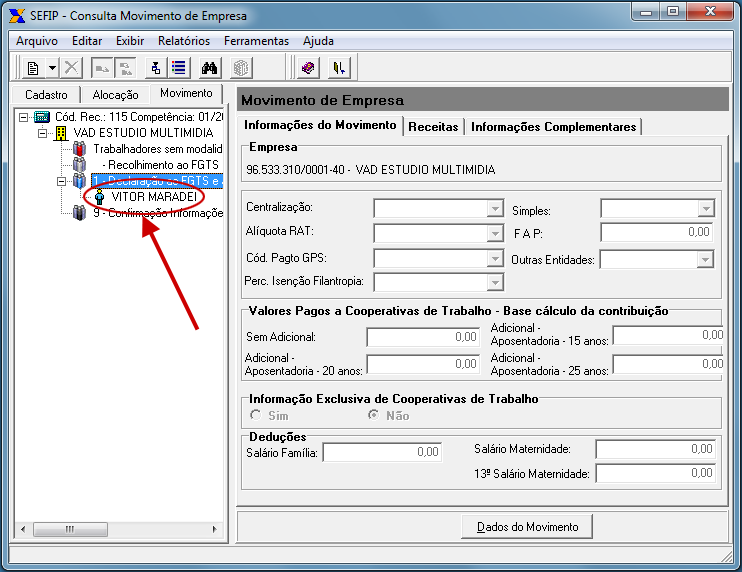 SEFIP - Consulta Movimento de Empresa
Arquivo Editar Exibir Relatórios Ferramentas Ajuda
Cadastro Alocação Movimento
Cód. Rec.: 115 Competência: 01/20
VAD ESTUDIO MULTIMIDIA
Trabalhadores sem modalid
- Recolhimento ao FGTS
1 - Declaração ao FGTS e a
VITOR MARADEI
9 - Confirmação Informaçõe
Movimento de Empresa
Informações do Movimento Receitas Informações Complementares
Empresa
96.533.310/0001-40 - VAD ESTUDIO MULTIMIDIA
Centralização: Simples:
Alíquota RAT: F A P: 0,00
Cód. Pagto GPS: Outras Entidades:
Perc. Isenção Filantropia:
Valores Pagos a Cooperativas de Trabalho - Base cálculo da contribuição
Sem Adicional: 0,00 Adicional -
Aposentadoria - 15 anos: 0,00
Adicional -
Aposentadoria - 20 anos: 0,00 Adicional -
Aposentadoria - 25 anos: 0,00
Informação Exclusiva de Cooperativas de Trabalho
Sim Não
Deduções
Salário Família: 0,00 Salário Maternidade: 0,00
13º Salário Maternidade: 0,00
Dados do Movimento